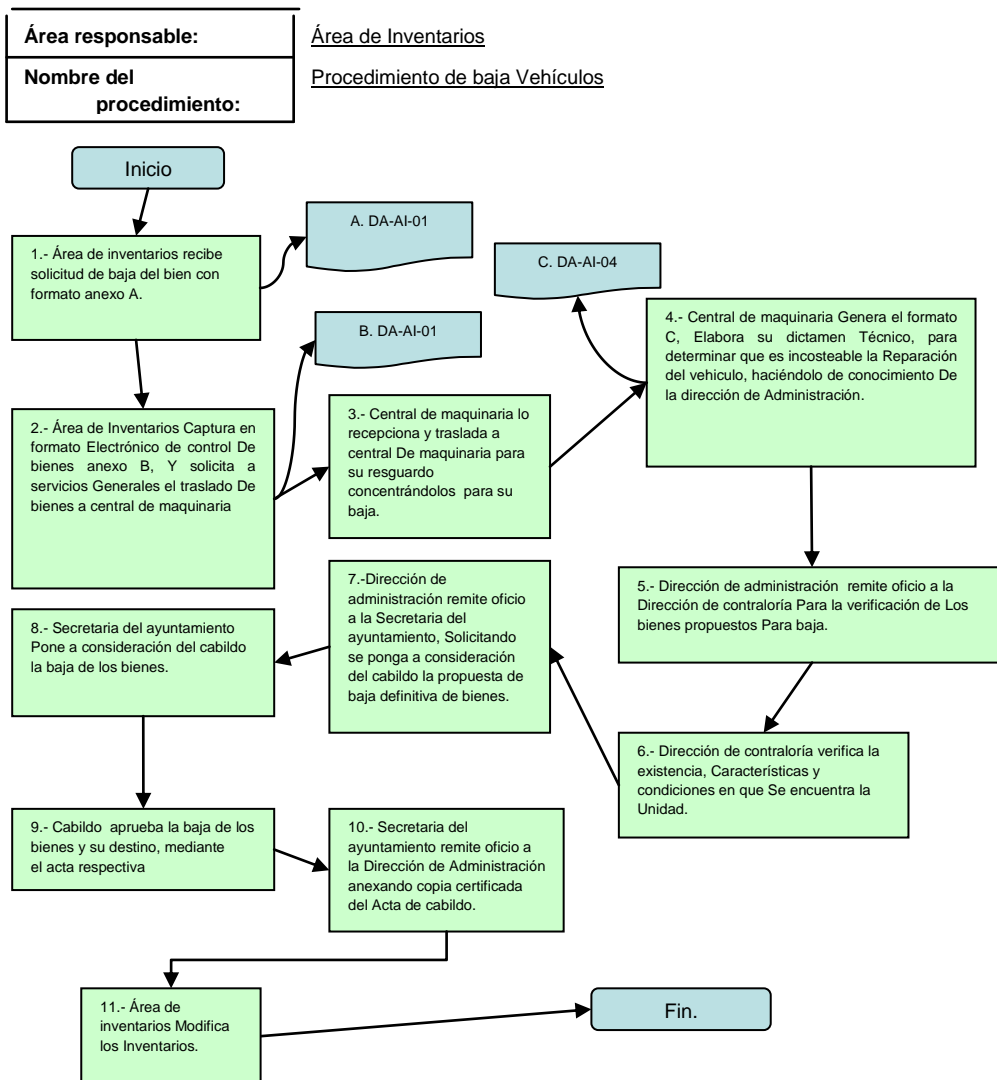 Área responsable:
Área de Inventarios
Nombre del
procedimiento:
Procedimiento de baja Vehículos
Inicio
A. DA-AI-01
1.- Área de inventarios recibe
solicitud de baja del bien con
formato anexo A.
B. DA-AI-01
2.- Área de Inventarios Captura en
formato Electrónico de control De
bienes anexo B, Y solicita a
servicios Generales el traslado De
bienes a central de maquinaria
3.- Central de maquinaria lo
recepciona y traslada a
central De maquinaria para
su resguardo
concentrándolos para su
baja.
C. DA-AI-04
4.- Central de maquinaria Genera el formato
C, Elabora su dictamen Técnico, para
determinar que es incosteable la Reparación
del vehiculo, haciéndolo de conocimiento De
la dirección de Administración.
5.- Dirección de administración remite oficio a la
Dirección de contraloría Para la verificación de Los
bienes propuestos Para baja.
6.- Dirección de contraloría verifica la
existencia, Características y
condiciones en que Se encuentra la
Unidad.
7.-Dirección de
administración remite oficio
a la Secretaria del
ayuntamiento, Solicitando
se ponga a consideración
del cabildo la propuesta de
baja definitiva de bienes.
8.- Secretaria del ayuntamiento
Pone a consideración del cabildo
la baja de los bienes.
9.- Cabildo aprueba la baja de los
bienes y su destino, mediante
el acta respectiva
10.- Secretaria del
ayuntamiento remite oficio a
la Dirección de Administración
anexando copia certificada
del Acta de cabildo.
11.- Área de
inventarios Modifica
los Inventarios.
Fin.